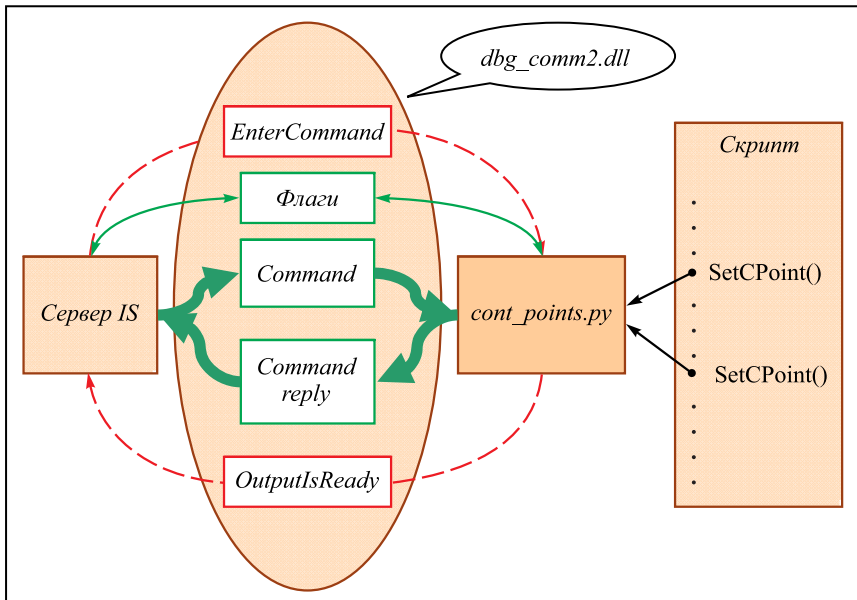 dbg_comm2.dll
EnterCommand
Скрипт
Флаги
Command
SetCPoint()
Сервер IS
cont_points.py
Command
reply
SetCPoint()
OutputIsReady